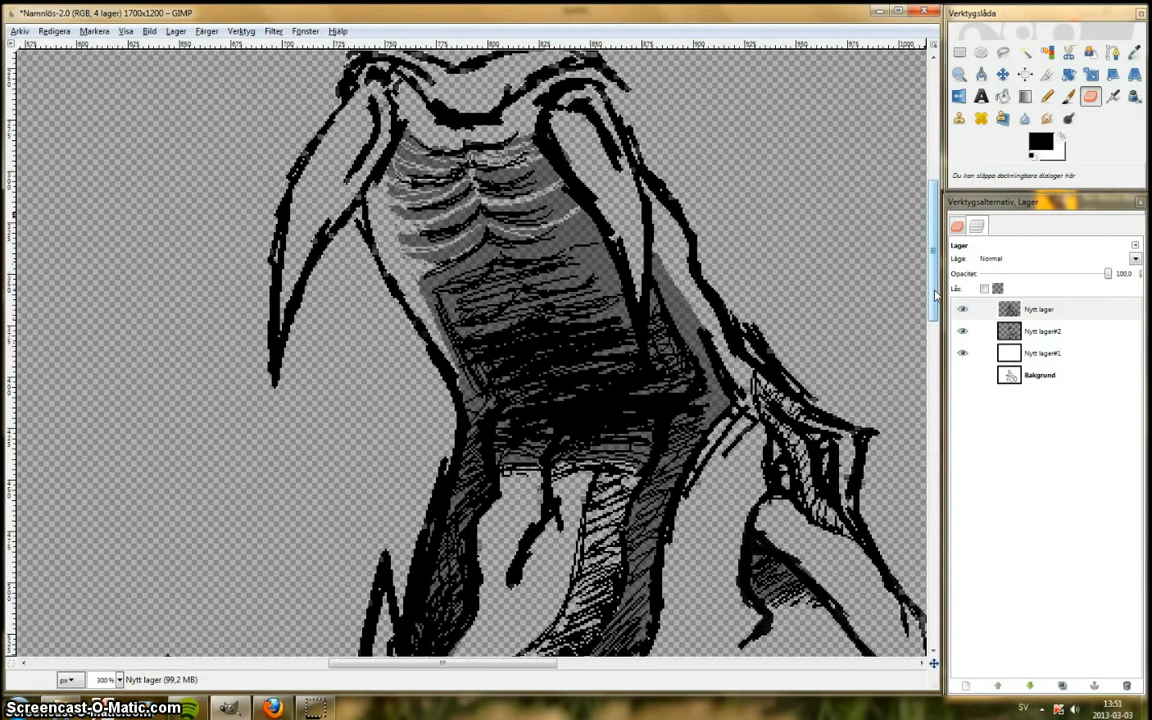 *Namnlös-2.0 (RGB, 4 lager) 1700x1200 – GIMP
Arkiv Redigera Markera Visa Bild Lager Färger Verktyg Filter Fönster Hjälp
Verktygslåda
Du kan släppa dockningsbara dialoger här
Verktygsalternativ, Lager
Lager
Läge: Normal
Opacitet: 100,0
Lås:
Nytt lager
Nytt lager#2
Nytt lager#1
Bakgrund
px 300% Nytt lager (99,2 MB)
Screencast-O-Matic.com
SV 13:51
2013-03-03